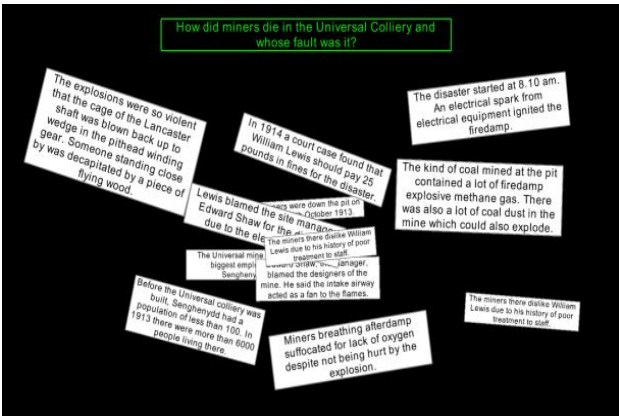 How did miners die in the Universal Colliery and
whose fault was it?
The explosions were so violent
that the cage of the Lancaster
shaft was blown back up to
wedge in the pithead winding
gear. Someone standing close
by was decapitated by a piece of
flying wood.
In 1914 a court case found that
William Lewis should pay 25
pounds in fines for the disaster.
The disaster started at 8.10 am.
An electrical spark from
electrical equipment ignited the
firedamp.
The kind of coal mined at the pit
contained a lot of firedamp
explosive methane gas. There
was also a lot of coal dust in the
mine which could also explode.
Lewis blamed the site
Edward Shaw for the
due to the
were down the pit on
October 1913.
The miners there dislike William
Lewis due to his history of poor
treatment to staff.
The Universal mine
biggest
Shaw,
blamed the designers of the
mine. He said the intake airway
acted as a fan to the flames.
Before the Universal colliery was
built, Senghenydd had a
population of less than 100. In
1913 there were more than 6000
people living there.
Miners breathing afterdamp
suffocated for lack of oxygen
despite not being hurt by the
explosion.
The miners there dislike William
Lewis due to his history of poor
treatment to staff.